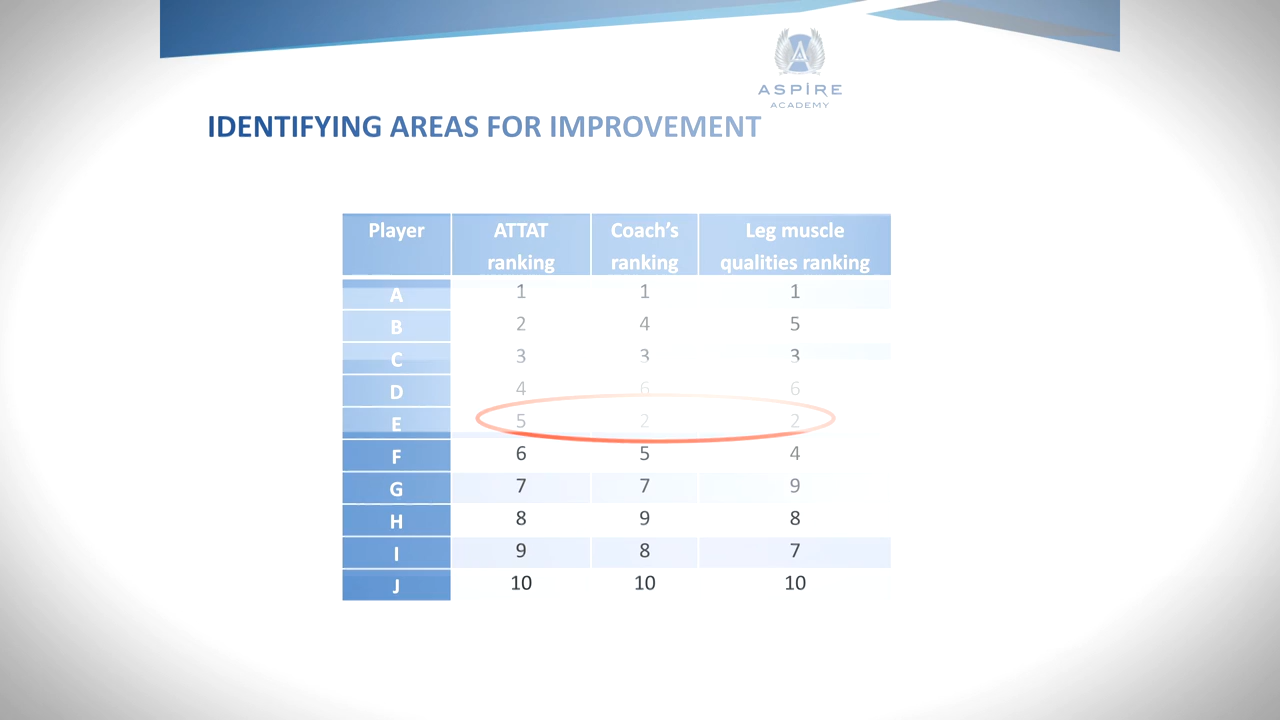 ASPIRE
ACADEMY
IDENTIFYING AREAS FOR IMPROVEMENT
Player ATTAT ranking Coach's ranking Leg muscle qualities ranking
A 1 1 1
B 2 4 5
C 3 3 3
D 4 6 6
E 5 2 2
F 6 5 4
G 7 7 9
H 8 9 8
I 9 8 7
J 10 10 10